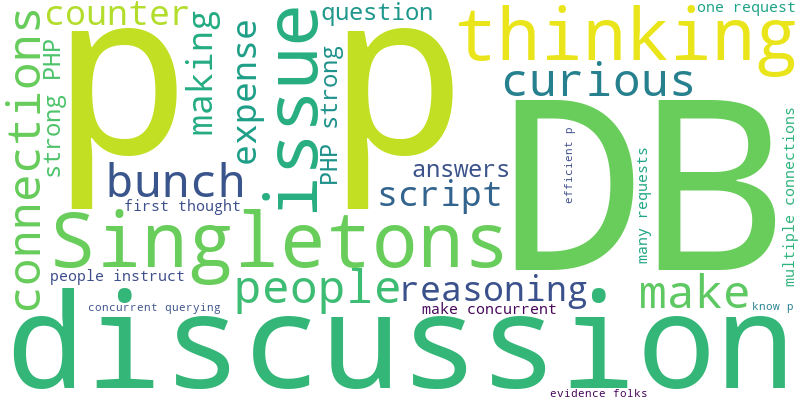 counter
question
one request
p p
issue
thinking
connections
PHP
making
expense
PHP strong
curious
strong
DB
bunch
answers
efficient p
many requests
multiple connections
script
first thought
Singletons
people instruct
people
reasoning
make
concurrent querying
make concurrent
know p
discussion
evidence folks